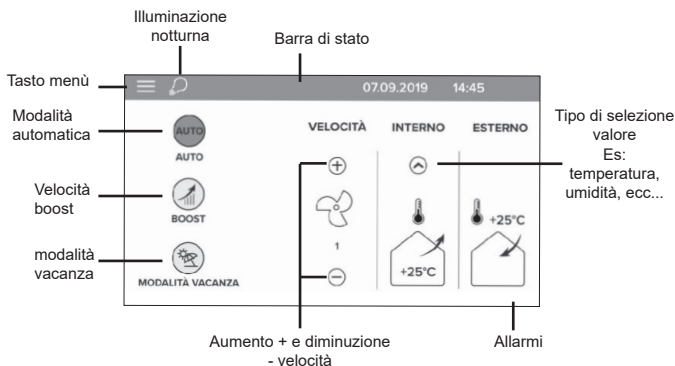 Illuminazione
notturna
Barra di stato
Tasto menù
07.09.2019 14:45
Modalità
automatica
AUTO
AUTO
VELOCITÀ INTERNO ESTERNO
Tipo di selezione
valore
Es:
temperatura,
umidità, ecc...
Velocità
boost
BOOST
+25°C
1
modalità
vacanza
MODALITÀ VACANZA
+25°C
Aumento + e diminuzione
- velocità
Allarmi